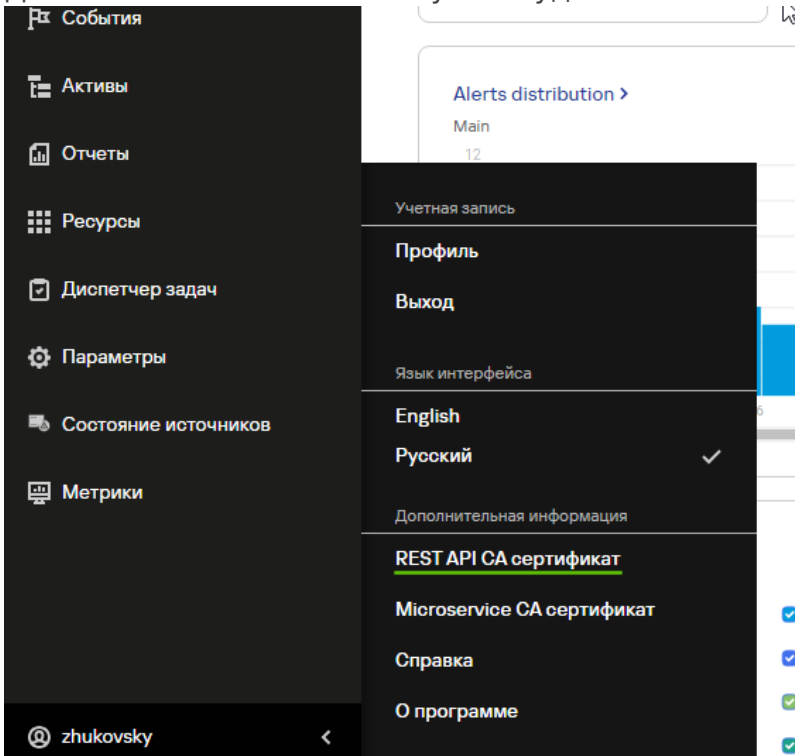 События
Активы
Отчеты
Ресурсы
Диспетчер задач
Параметры
Состояние источников
Метрики
zhukovsky
Alerts distribution >
Main
12
Учетная запись
Профиль
Выход
Язык интерфейса
English
Русский
Дополнительная информация
REST API CA сертификат
Microservice CA сертификат
Справка
О программе